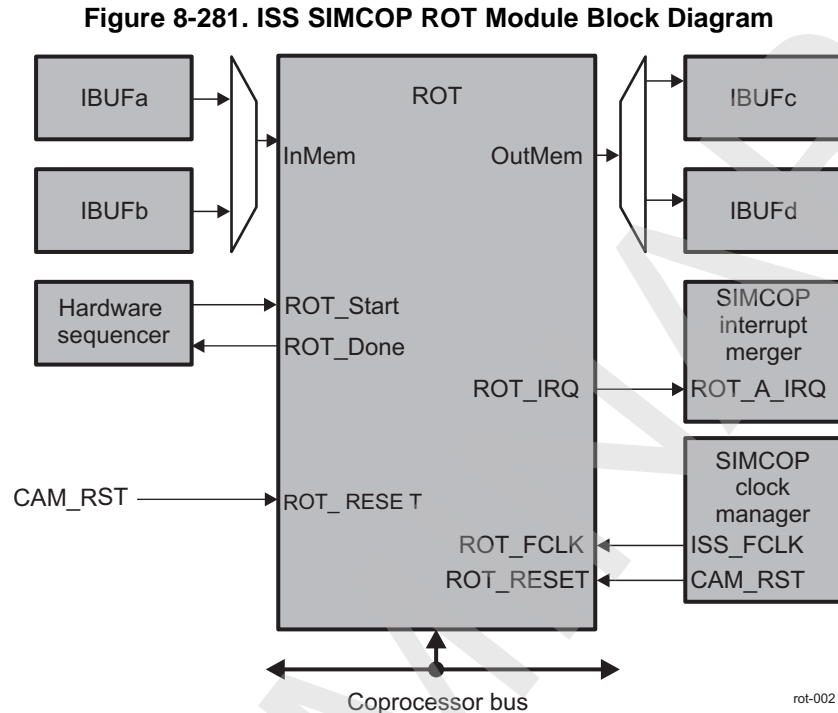 Figure 8-281. ISS SIMCOP ROT Module Block Diagram
IBUFa
ROT
IBUFc
InMem
OutMem
IBUFb
IBUFd
Hardware
sequencer
ROT_Start
ROT_Done
SIMCOP
interrupt
merger
ROT_IRQ
ROT_A_IRQ
CAM_RST
ROT_ RESE T
SIMCOP
clock
manager
ROT_FCLK
ISS_FCLK
ROT_RESET
CAM_RST
Coprocessor bus
rot-002